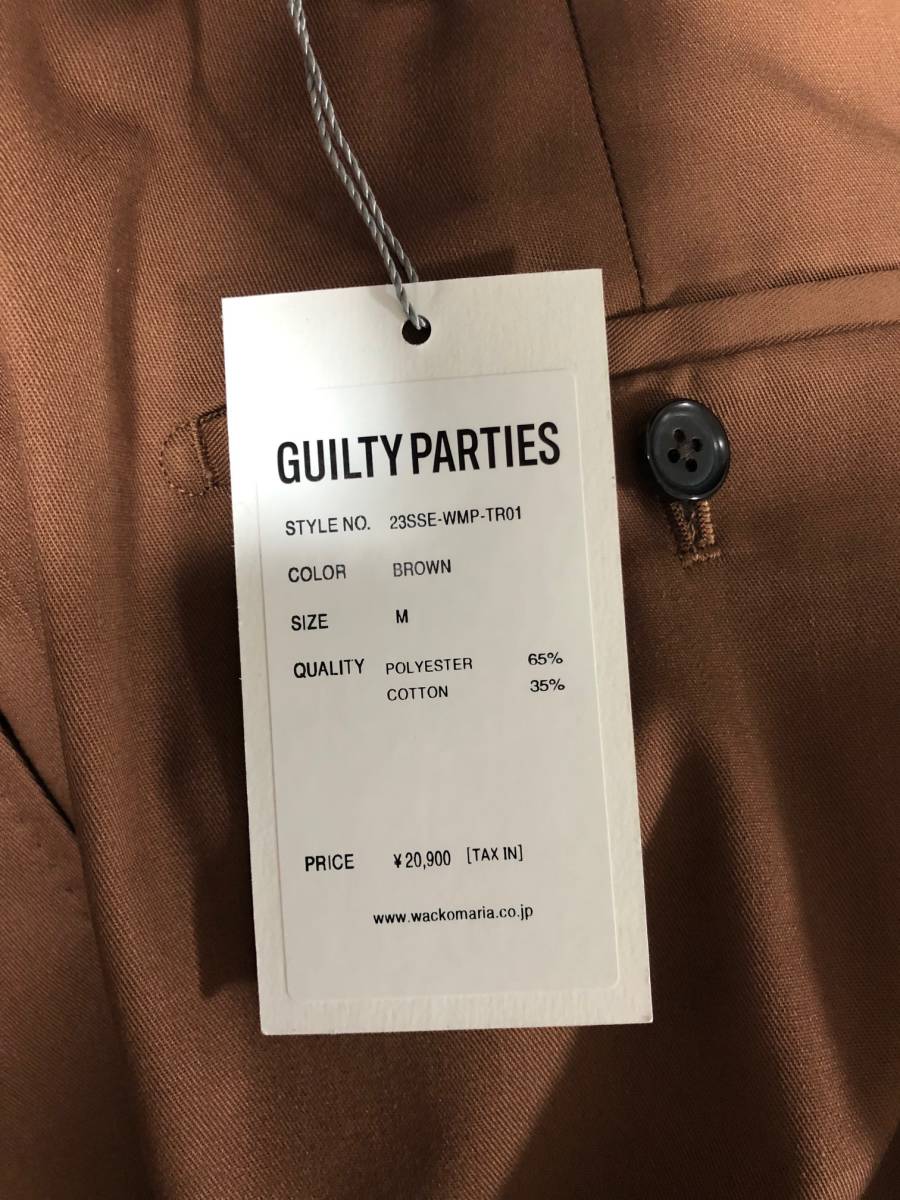 GUILTY PARTIES
STYLE NO. 23SSE-WMP-TR01
COLOR BROWN
SIZE M
QUALITY POLYESTER 65%
COTTON 35%
PRICE ¥20,900 [TAX IN]
www.wackomaria.co.jp